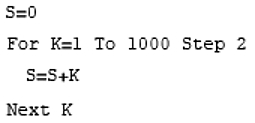 S=0
For K=1 To 1000 Step 2
  S=S+K
Next K